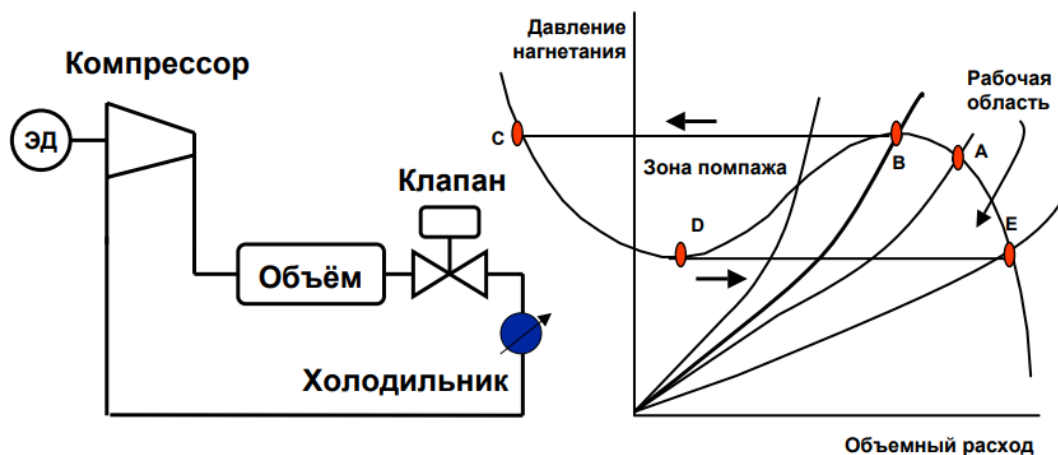 Компрессор
ЭД
Клапан
Объём
Холодильник
Давление
нагнетания
Рабочая
область
C
B
A
Зона помпажа
D
E
Объемный расход